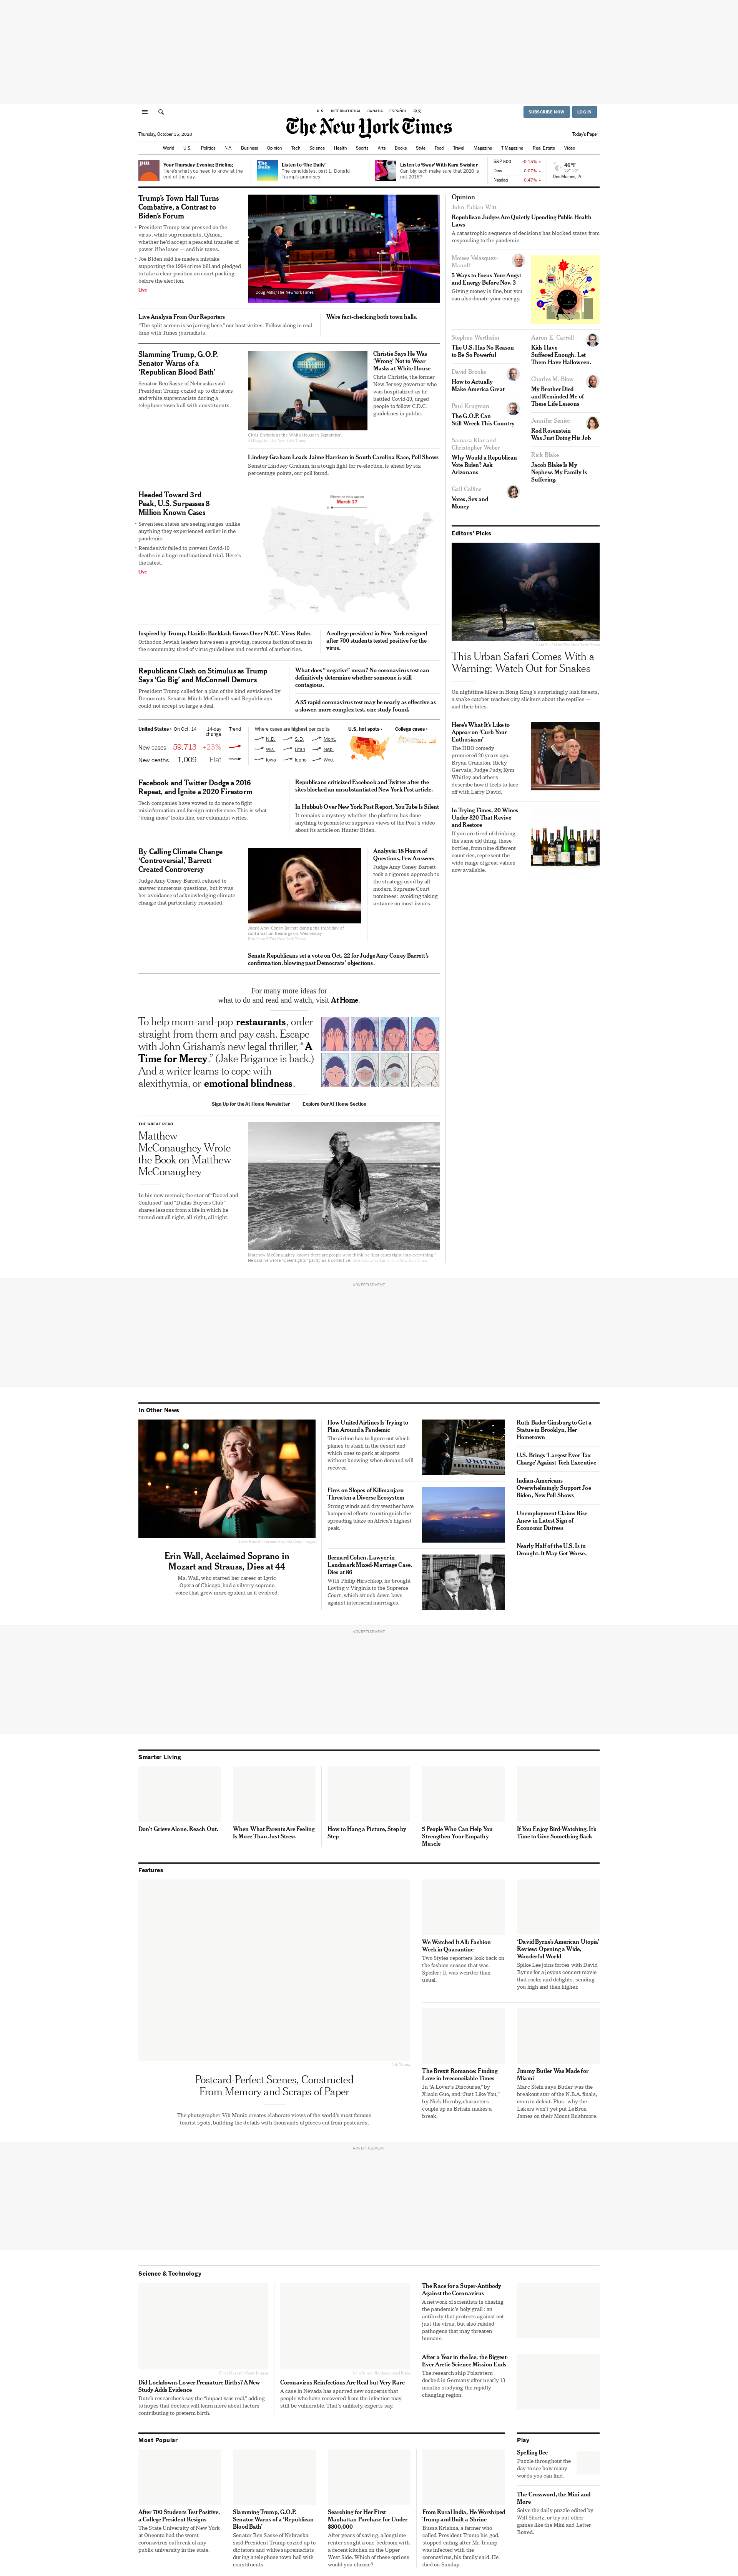 U.S. INTERNATIONAL CANADA ESPAÑOL 中文
SUBSCRIBE NOW LOG IN
The New York Times
Thursday, October 15, 2020
Today's Paper
World U.S. Politics N.Y. Business Opinion Tech Science Health Sports Arts Books Style Food Travel Magazine T Magazine Real Estate Video
Your Thursday Evening Briefing
Here's what you need to know at the
end of the day.
Listen to 'The Daily'
The candidates, part 1: Donald
Trump's promises.
Listen to 'Sway' With Kara Swisher
Can big tech make sure that 2020 is
not 2016?
S&P 500 -0.15% ↓
Dow -0.07% ↓
Nasdaq -0.47% ↓
46°F
Des Moines, IA
Trump's Town Hall Turns
Combative, a Contrast to
Biden's Forum
President Trump was pressed on the
virus, white supremacists, QAnon,
whether he'd accept a peaceful transfer of
power if he loses — and his taxes.
Joe Biden said he made a mistake
supporting the 1994 crime bill and pledged
to take a clear position on court packing
before the election.
Live
Doug Mills/The New York Times
Live Analysis From Our Reporters
"The split screen is so jarring here," our host writes. Follow along in real-
time with Times journalists.
We're fact-checking both town halls.
Slamming Trump, G.O.P.
Senator Warns of a
'Republican Blood Bath'
Senator Ben Sasse of Nebraska said
President Trump cozied up to dictators
and white supremacists during a
telephone town hall with constituents.
Chris Christie at the White House in September.
Christie Says He Was
'Wrong' Not to Wear
Masks at White House
Chris Christie, the former
New Jersey governor who
was hospitalized as he
battled Covid-19, urged
people to follow C.D.C.
guidelines in public.
Lindsey Graham Leads Jaime Harrison in South Carolina Race, Poll Shows
Senator Lindsey Graham, in a tough fight for re-election, is ahead by six
percentage points, our poll found.
Headed Toward 3rd
Peak, U.S. Surpasses 8
Million Known Cases
Seventeen states are seeing surges unlike
anything they experienced earlier in the
pandemic.
Remdesivir failed to prevent Covid-19
deaths in a huge multinational trial. Here's
the latest.
Live
Where the virus was on
March 17
Inspired by Trump, Hasidic Backlash Grows Over N.Y.C. Virus Rules
Orthodox Jewish leaders have seen a growing, raucous faction of men in
the community, tired of virus guidelines and resentful of authorities.
A college president in New York resigned
after 700 students tested positive for the
virus.
Republicans Clash on Stimulus as Trump
Says 'Go Big' and McConnell Demurs
President Trump called for a plan of the kind envisioned by
Democrats. Senator Mitch McConnell said Republicans
could not accept so large a deal.
What does "negative" mean? No coronavirus test can
definitively determine whether someone is still
contagious.
A $5 rapid coronavirus test may be nearly as effective as
a slower, more complex test, one study found.
United States › On Oct. 14 14-day
change Trend
New cases 59,713 +23%
New deaths 1,009 Flat
Where cases are highest per capita
N.D. S.D. Mont.
Wis. Utah Neb.
Iowa Idaho Wyo.
U.S. hot spots ›
College cases ›
Facebook and Twitter Dodge a 2016
Repeat, and Ignite a 2020 Firestorm
Tech companies have vowed to do more to fight
misinformation and foreign interference. This is what
"doing more" looks like, our columnist writes.
Republicans criticized Facebook and Twitter after the
sites blocked an unsubstantiated New York Post article.
In Hubbub Over New York Post Report, YouTube Is Silent
It remains a mystery whether the platform has done
anything to promote or suppress views of the Post's video
about its article on Hunter Biden.
By Calling Climate Change
'Controversial,' Barrett
Created Controversy
Judge Amy Coney Barrett refused to
answer numerous questions, but it was
her avoidance of acknowledging climate
change that particularly resonated.
Judge Amy Coney Barrett during the third day of
confirmation hearings on Wednesday.
Analysis: 18 Hours of
Questions, Few Answers
Judge Amy Coney Barrett
took a rigorous approach to
the strategy used by all
modern Supreme Court
nominees: avoiding taking
a stance on most issues.
Senate Republicans set a vote on Oct. 22 for Judge Amy Coney Barrett's
confirmation, blowing past Democrats' objections.
For many more ideas for
what to do and read and watch, visit At Home.
To help mom-and-pop restaurants, order
straight from them and pay cash. Escape
with John Grisham's new legal thriller, "A
Time for Mercy." (Jake Brigance is back.)
And a writer learns to cope with
alexithymia, or emotional blindness.
Sign Up for the At Home Newsletter Explore Our At Home Section
THE GREAT READ
Matthew
McConaughey Wrote
the Book on Matthew
McConaughey
In his new memoir, the star of "Dazed and
Confused" and "Dallas Buyers Club"
shares lessons from a life in which he
turned out all right, all right, all right.
Matthew McConaughey knows there are people who think he "just eases right into everything."
He said he wrote "Greenlights" partly as a corrective.
Opinion
John Fabian Witt
Republican Judges Are Quietly Upending Public Health
Laws
A catastrophic sequence of decisions has blocked states from
responding to the pandemic.
Moises Velasquez-
Manoff
5 Ways to Focus Your Angst
and Energy Before Nov. 3
Giving money is fine, but you
can also donate your energy.
Stephen Wertheim
The U.S. Has No Reason
to Be So Powerful
David Brooks
How to Actually
Make America Great
Paul Krugman
The G.O.P. Can
Still Wreck This Country
Samara Klar and
Christopher Weber
Why Would a Republican
Vote Biden? Ask
Arizonans
Gail Collins
Votes, Sex and
Money
Aaron E. Carroll
Kids Have
Suffered Enough. Let
Them Have Halloween.
Charles M. Blow
My Brother Died
and Reminded Me of
These Life Lessons
Jennifer Senior
Rod Rosenstein
Was Just Doing His Job
Rick Blake
Jacob Blake Is My
Nephew. My Family Is
Suffering.
Editors' Picks
This Urban Safari Comes With a
Warning: Watch Out for Snakes
On nighttime hikes in Hong Kong's surprisingly lush forests,
a snake catcher teaches city slickers about the reptiles —
and their bites.
Here's What It's Like to
Appear on 'Curb Your
Enthusiasm'
The HBO comedy
premiered 20 years ago.
Bryan Cranston, Ricky
Gervais, Judge Judy, Kym
Whitley and others
describe how it feels to face
off with Larry David.
In Trying Times, 20 Wines
Under $20 That Revive
and Restore
If you are tired of drinking
the same old thing, these
bottles, from nine different
countries, represent the
wide range of great values
now available.
ADVERTISEMENT
In Other News
Erin Wall, Acclaimed Soprano in
Mozart and Strauss, Dies at 44
Ms. Wall, who started her career at Lyric
Opera of Chicago, had a silvery soprano
voice that grew more opulent as it evolved.
How United Airlines Is Trying to
Plan Around a Pandemic
The airline has to figure out which
planes to stash in the desert and
which ones to park at airports
without knowing when demand will
recover.
Fires on Slopes of Kilimanjaro
Threaten a Diverse Ecosystem
Strong winds and dry weather have
hampered efforts to extinguish the
spreading blaze on Africa's highest
peak.
Bernard Cohen, Lawyer in
Landmark Mixed-Marriage Case,
Dies at 86
With Philip Hirschkop, he brought
Loving v. Virginia to the Supreme
Court, which struck down laws
against interracial marriages.
UNITED
Ruth Bader Ginsburg to Get a
Statue in Brooklyn, Her
Hometown
U.S. Brings 'Largest Ever Tax
Charge' Against Tech Executive
Indian-Americans
Overwhelmingly Support Joe
Biden, New Poll Shows
Unemployment Claims Rise
Anew in Latest Sign of
Economic Distress
Nearly Half of the U.S. Is in
Drought. It May Get Worse.
ADVERTISEMENT
Smarter Living
Don't Grieve Alone. Reach Out.
When What Parents Are Feeling
Is More Than Just Stress
How to Hang a Picture, Step by
Step
5 People Who Can Help You
Strengthen Your Empathy
Muscle
If You Enjoy Bird-Watching, It's
Time to Give Something Back
Features
Postcard-Perfect Scenes, Constructed
From Memory and Scraps of Paper
The photographer Vik Muniz creates elaborate views of the world's most famous
tourist spots, building the details with thousands of pieces cut from postcards.
We Watched It All: Fashion
Week in Quarantine
Two Styles reporters look back on
the fashion season that was.
Spoiler: It was weirder than
usual.
'David Byrne's American Utopia'
Review: Opening a Wide,
Wonderful World
Spike Lee joins forces with David
Byrne for a joyous concert movie
that rocks and delights, sending
you high and then higher.
The Brexit Romance: Finding
Love in Irreconcilable Times
In "A Lover's Discourse," by
Xiaolu Guo, and "Just Like You,"
by Nick Hornby, characters
couple up as Britain makes a
break.
Jimmy Butler Was Made for
Miami
Marc Stein says Butler was the
breakout star of the N.B.A. finals,
even in defeat. Plus: why the
Lakers won't yet put LeBron
James on their Mount Rushmore.
ADVERTISEMENT
Science & Technology
Did Lockdowns Lower Premature Births? A New
Study Adds Evidence
Dutch researchers say the "impact was real," adding
to hopes that doctors will learn more about factors
contributing to preterm birth.
Coronavirus Reinfections Are Real but Very Rare
A case in Nevada has spurred new concerns that
people who have recovered from the infection may
still be vulnerable. That's unlikely, experts say.
The Race for a Super-Antibody
Against the Coronavirus
A network of scientists is chasing
the pandemic's holy grail: an
antibody that protects against not
just the virus, but also related
pathogens that may threaten
humans.
After a Year in the Ice, the Biggest-
Ever Arctic Science Mission Ends
The research ship Polarstern
docked in Germany after nearly 13
months studying the rapidly
changing region.
Most Popular
After 700 Students Test Positive,
a College President Resigns
The State University of New York
at Oneonta had the worst
coronavirus outbreak of any
public university in the state.
Slamming Trump, G.O.P.
Senator Warns of a 'Republican
Blood Bath'
Senator Ben Sasse of Nebraska
said President Trump cozied up to
dictators and white supremacists
during a telephone town hall with
constituents.
Searching for Her First
Manhattan Purchase for Under
$800,000
After years of saving, a longtime
renter sought a one-bedroom with
a decent kitchen on the Upper
West Side. Which of these options
would you choose?
From Rural India, He Worshiped
Trump and Built a Shrine
Bussa Krishna, a farmer who
called President Trump his god,
stopped eating after Mr. Trump
was infected with the
coronavirus, his family said. He
died on Sunday.
Play
Spelling Bee
Puzzle throughout the
day to see how many
words you can find.
The Crossword, the Mini and
More
Solve the daily puzzle edited by
Will Shortz, or try out other
games like the Mini and Letter
Boxed.